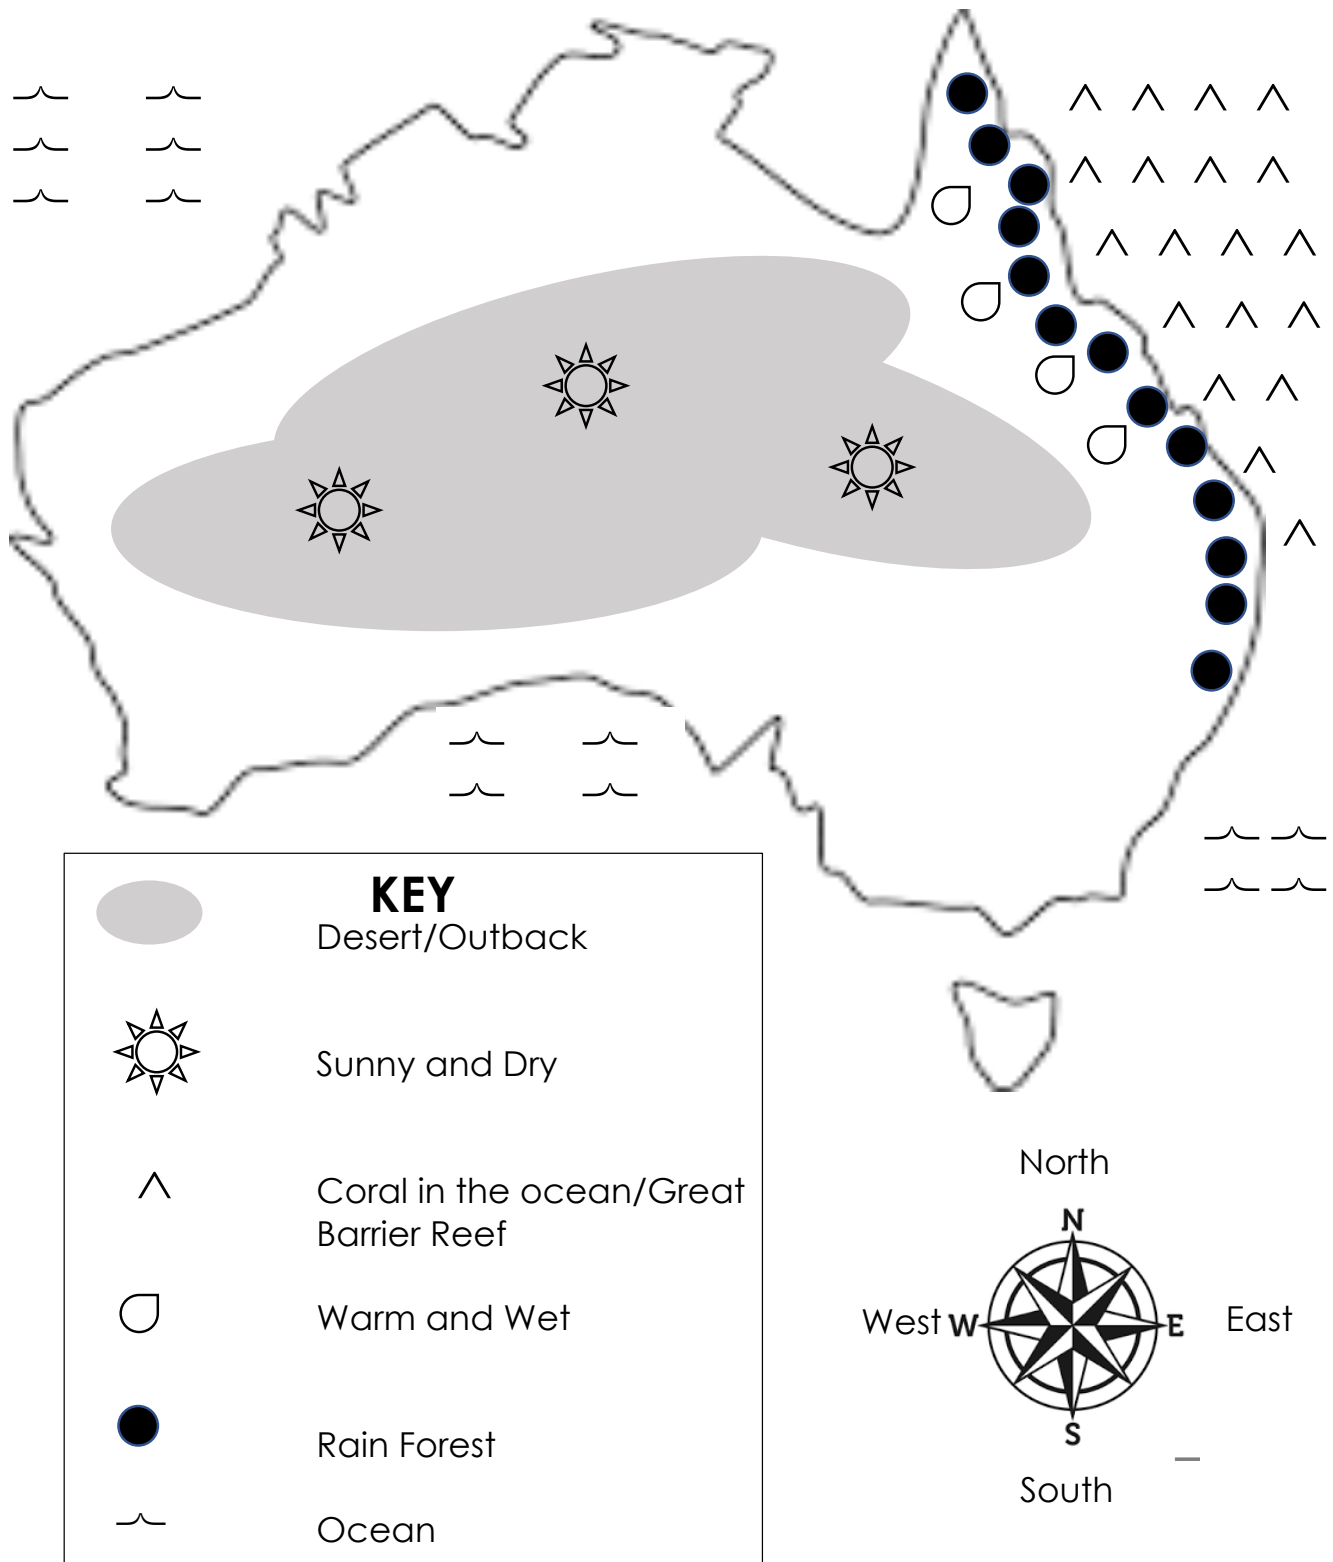 KEY
Desert/Outback
Sunny and Dry
Coral in the ocean/Great
Barrier Reef
Warm and Wet
Rain Forest
Ocean
North
N
West W
E East
S
South